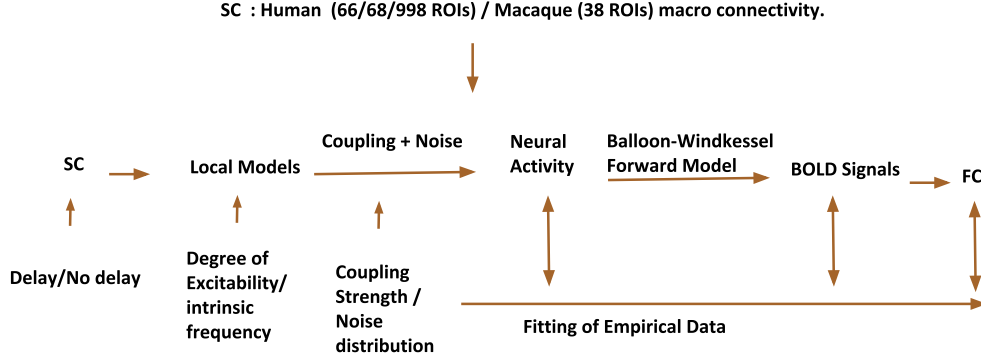 SC : Human (66/68/998 ROIs) / Macaque (38 ROIs) macro connectivity.
SC
Local Models
Coupling + Noise
Neural
Activity
Balloon-Windkessel
Forward Model
BOLD Signals
FC
Delay/No delay
Degree of
Excitability/
intrinsic
frequency
Coupling
Strength /
Noise
distribution
Fitting of Empirical Data